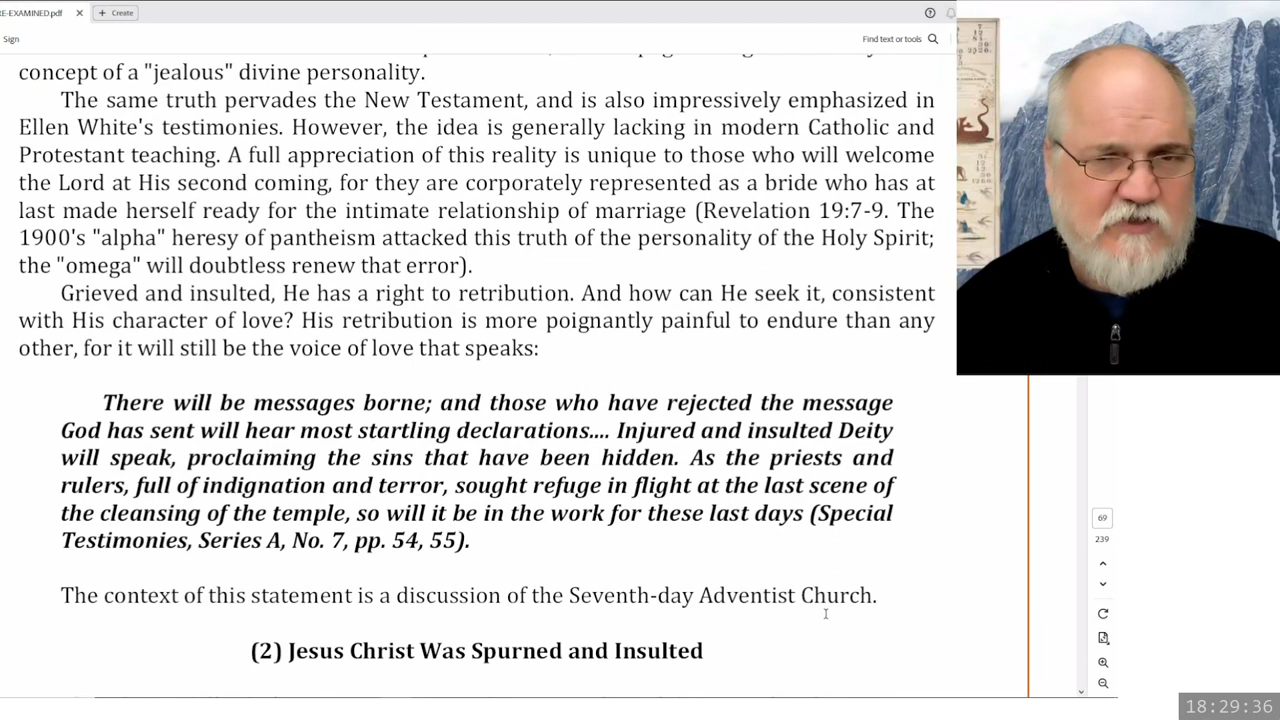 RE-EXAMINED.pdf
Create
Sign
Find text or tools
concept of a "jealous" divine personality.
The same truth pervades the New Testament, and is also impressively emphasized in
Ellen White's testimonies. However, the idea is generally lacking in modern Catholic and
Protestant teaching. A full appreciation of this reality is unique to those who will welcome
the Lord at His second coming, for they are corporately represented as a bride who has at
last made herself ready for the intimate relationship of marriage (Revelation 19:7-9. The
1900's "alpha" heresy of pantheism attacked this truth of the personality of the Holy Spirit;
the "omega" will doubtless renew that error).
Grieved and insulted, He has a right to retribution. And how can He seek it, consistent
with His character of love? His retribution is more poignantly painful to endure than any
other, for it will still be the voice of love that speaks:
There will be messages borne; and those who have rejected the message
God has sent will hear most startling declarations.... Injured and insulted Deity
will speak, proclaiming the sins that have been hidden. As the priests and
rulers, full of indignation and terror, sought refuge in flight at the last scene of
the cleansing of the temple, so will it be in the work for these last days (Special
Testimonies, Series A, No. 7, pp. 54, 55).
The context of this statement is a discussion of the Seventh-day Adventist Church.
(2) Jesus Christ Was Spurned and Insulted
69
239
18:29:36